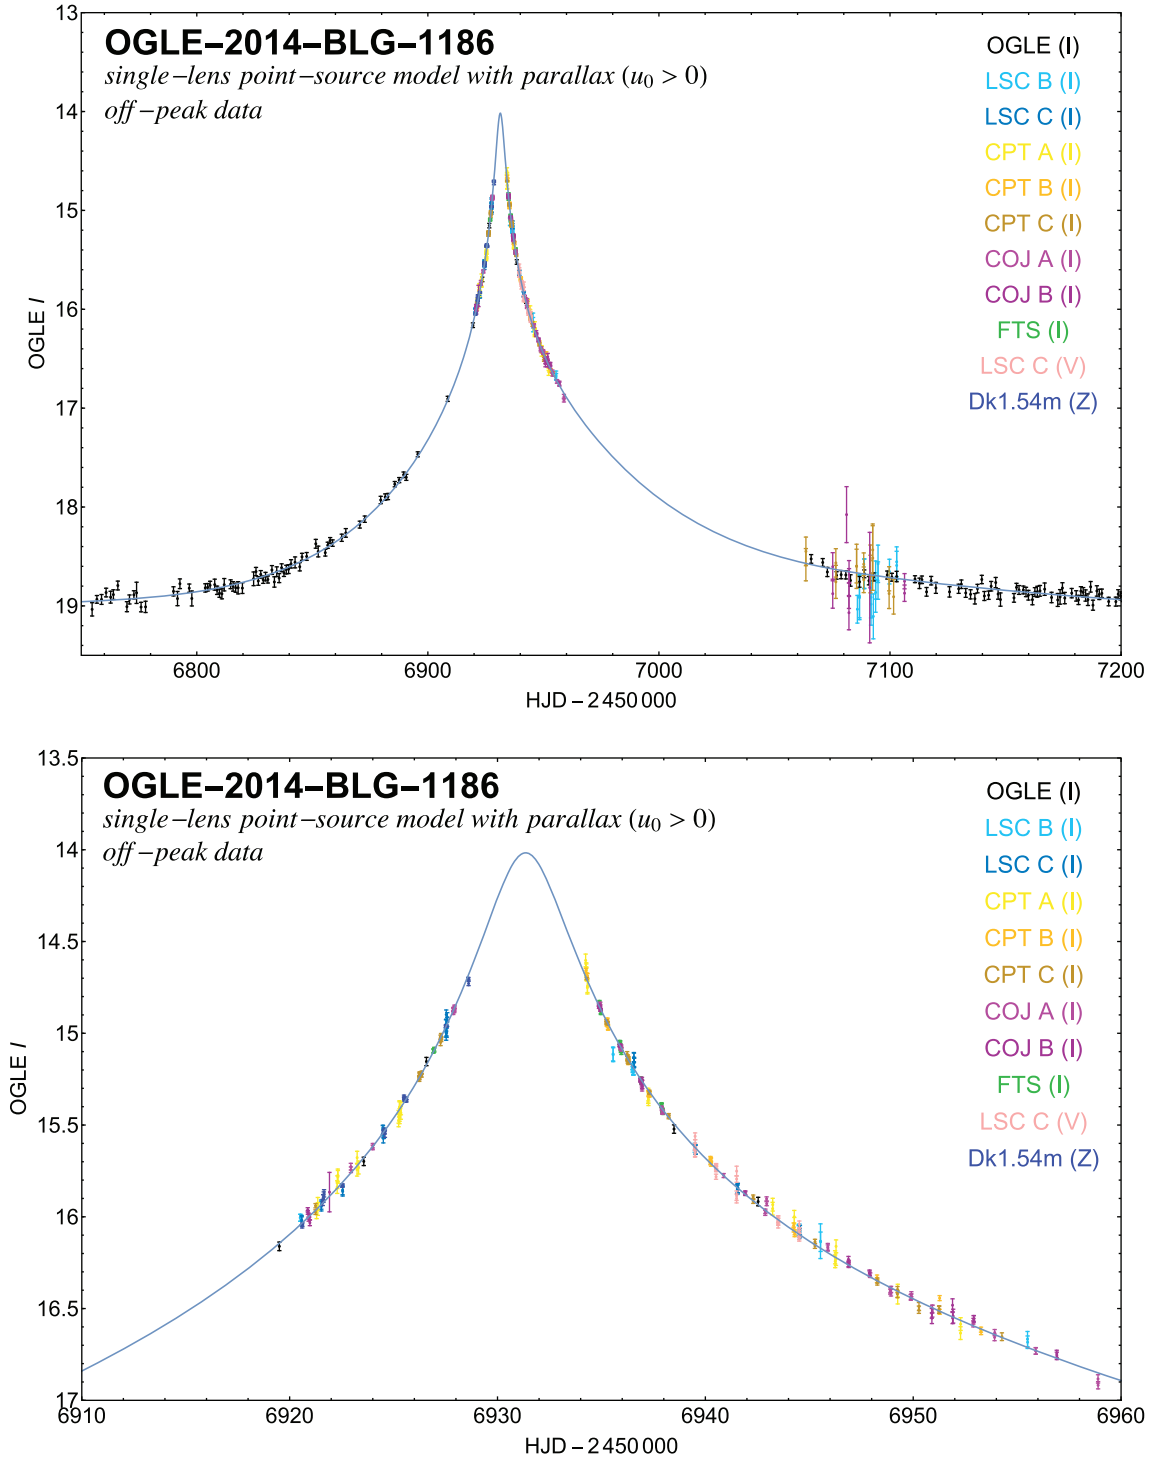 OGLE−2014−BLG−1186
single−lens point−source model with parallax (u0 > 0)
off−peak data
OGLE (I)
LSC B (I)
LSC C (I)
CPT A (I)
CPT B (I)
CPT C (I)
COJ A (I)
COJ B (I)
FTS (I)
LSC C (V)
Dk1.54m (Z)
OGLE I
13
14
15
16
17
18
19
6800 6900 7000 7100 7200
HJD − 2 450 000
OGLE−2014−BLG−1186
single−lens point−source model with parallax (u0 > 0)
off−peak data
OGLE (I)
LSC B (I)
LSC C (I)
CPT A (I)
CPT B (I)
CPT C (I)
COJ A (I)
COJ B (I)
FTS (I)
LSC C (V)
Dk1.54m (Z)
OGLE I
13.5
14
14.5
15
15.5
16
16.5
17
6910 6920 6930 6940 6950 6960
HJD − 2 450 000